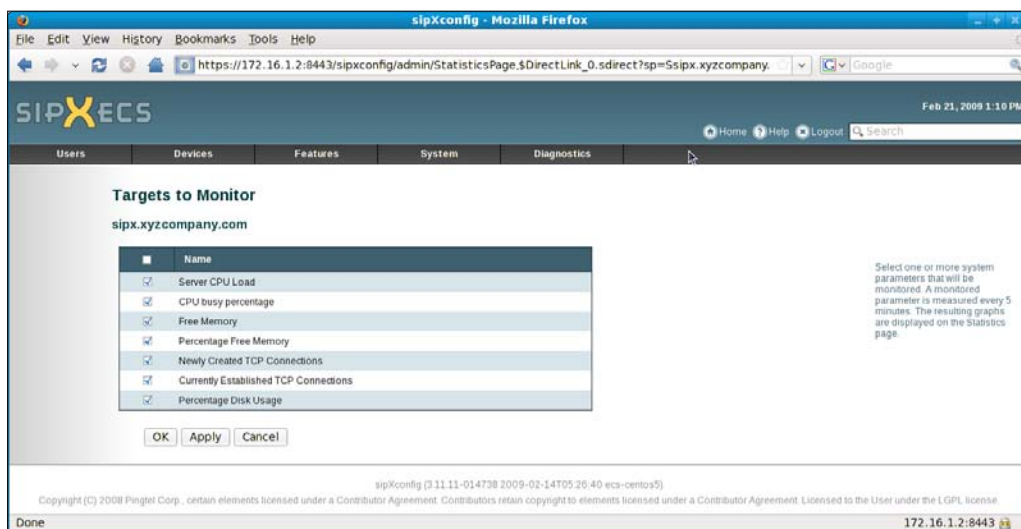 sipXconfig - Mozilla Firefox
File Edit View History Bookmarks Tools Help
https://172.16.1.2:8443/sipxconfig/admin/StatisticsPage,$DirectLink_0.sdirect?sp=Ssipx.xyzcompany.
Google
SIPXECS
Feb 21, 2009 1:10 PM
Home Help Logout Search
Users Devices Features System Diagnostics
Targets to Monitor
sipx.xyzcompany.com
Name
Server CPU Load
CPU busy percentage
Free Memory
Percentage Free Memory
Newly Created TCP Connections
Currently Established TCP Connections
Percentage Disk Usage
OK Apply Cancel
Select one or more system
parameters that will be
monitored. A monitored
parameter is measured every 5
minutes. The resulting graphs
are displayed on the Statistics
page.
sipXconfig (3.11.11-014738 2009-02-14T05:26:40 ecs-centos5)
Copyright (C) 2008 Pingtel Corp., certain elements licensed under a Contributor Agreement. Contributors retain copyright to elements licensed under a Contributor Agreement. Licensed to the User under the LGPL license.
Done
172.16.1.2:8443